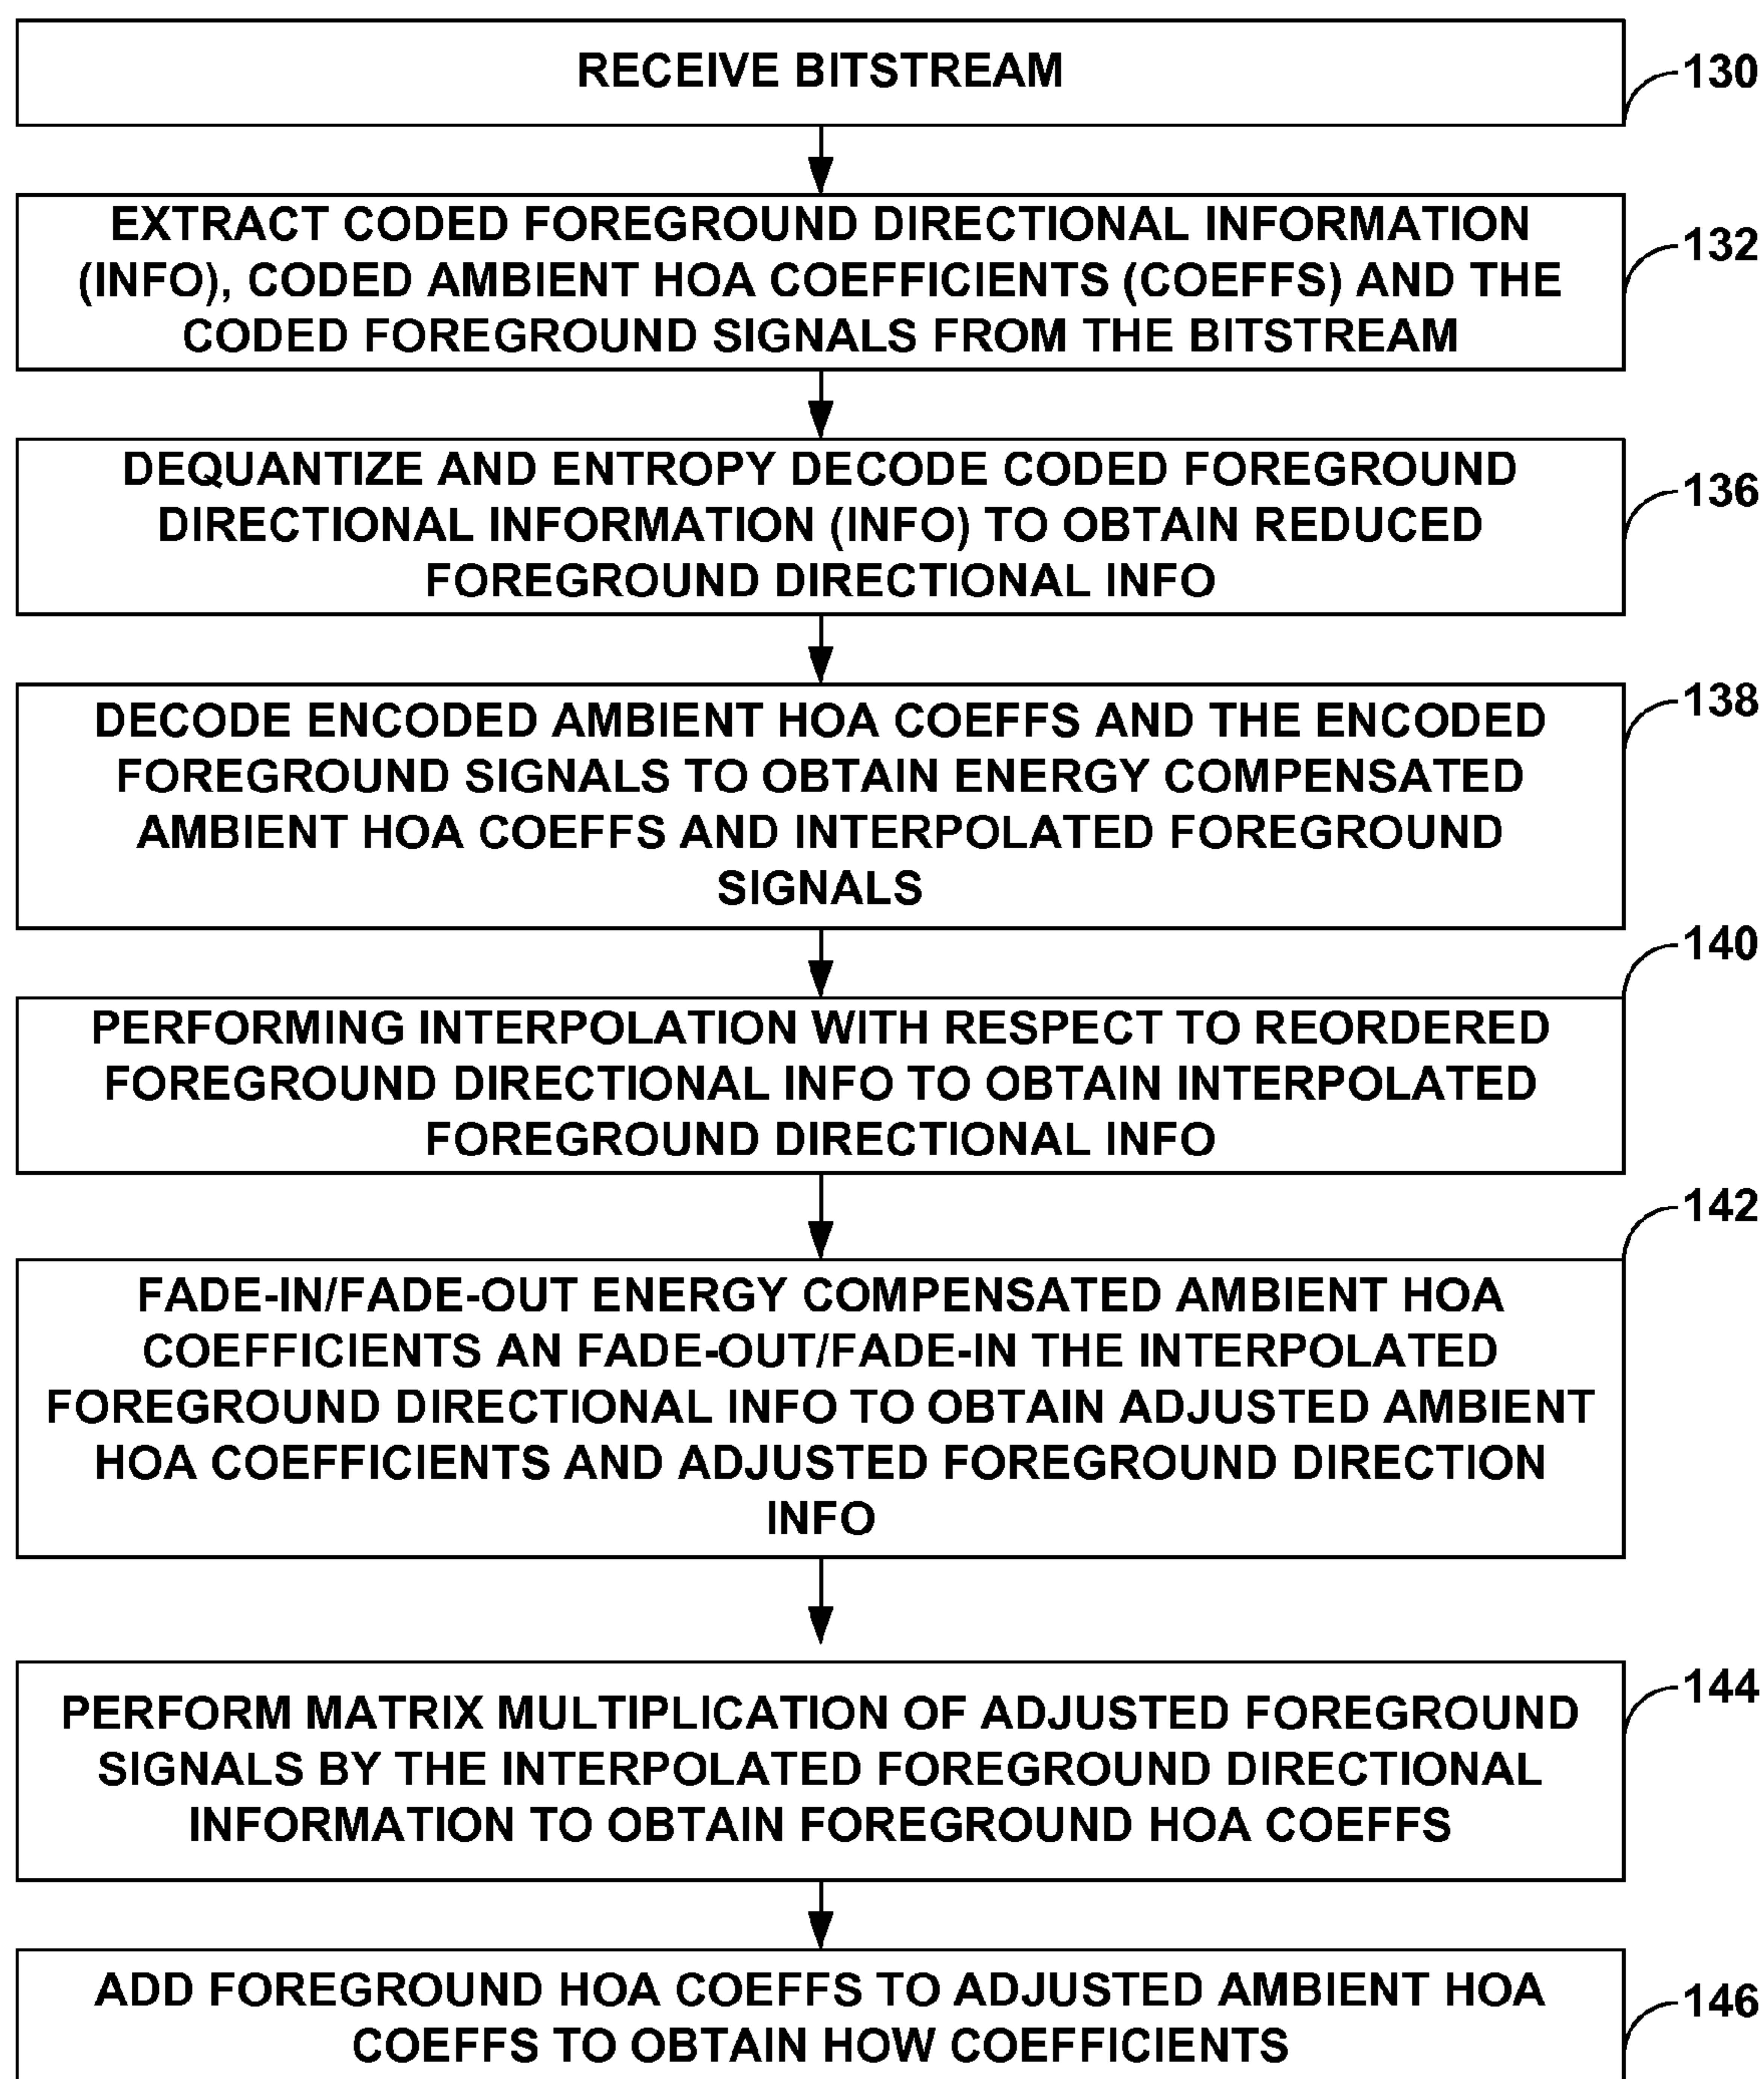 RECEIVE BITSTREAM
130
EXTRACT CODED FOREGROUND DIRECTIONAL INFORMATION
(INFO), CODED AMBIENT HOA COEFFICIENTS (COEFFS) AND THE
CODED FOREGROUND SIGNALS FROM THE BITSTREAM
132
DEQUANTIZE AND ENTROPY DECODE CODED FOREGROUND
DIRECTIONAL INFORMATION (INFO) TO OBTAIN REDUCED
FOREGROUND DIRECTIONAL INFO
136
DECODE ENCODED AMBIENT HOA COEFFS AND THE ENCODED
FOREGROUND SIGNALS TO OBTAIN ENERGY COMPENSATED
AMBIENT HOA COEFFS AND INTERPOLATED FOREGROUND
SIGNALS
138
PERFORMING INTERPOLATION WITH RESPECT TO REORDERED
FOREGROUND DIRECTIONAL INFO TO OBTAIN INTERPOLATED
FOREGROUND DIRECTIONAL INFO
140
FADE-IN/FADE-OUT ENERGY COMPENSATED AMBIENT HOA
COEFFICIENTS AN FADE-OUT/FADE-IN THE INTERPOLATED
FOREGROUND DIRECTIONAL INFO TO OBTAIN ADJUSTED AMBIENT
HOA COEFFICIENTS AND ADJUSTED FOREGROUND DIRECTION
INFO
142
PERFORM MATRIX MULTIPLICATION OF ADJUSTED FOREGROUND
SIGNALS BY THE INTERPOLATED FOREGROUND DIRECTIONAL
INFORMATION TO OBTAIN FOREGROUND HOA COEFFS
144
ADD FOREGROUND HOA COEFFS TO ADJUSTED AMBIENT HOA
COEFFS TO OBTAIN HOW COEFFICIENTS
146